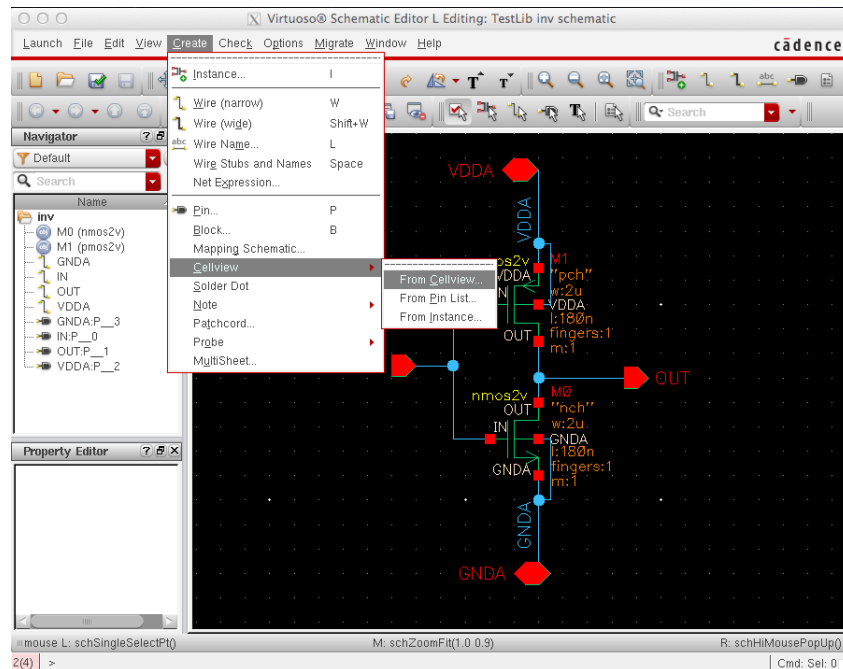 Virtuoso® Schematic Editor L Editing: TestLib inv schematic
Launch File Edit View Create Check Options Migrate Window Help
cādence
Instance... I
Wire (narrow) W
Wire (wide) Shift+W
Wire Name... L
Wire Stubs and Names Space
Net Expression...
Pin... P
Block... B
Mapping Schematic...
Cellview
Solder Dot
Note
Patchcord...
Probe
MultiSheet...
From Cellview...
From Pin List...
From Instance...
abc
T T
abc
T
Search
Navigator
Default
Search
Name
inv
M0 (nmos2v)
M1 (pmos2v)
GNDA
IN
OUT
VDDA
GNDA:P__3
IN:P__0
OUT:P__1
VDDA:P__2
Property Editor
VDDA
VDDA
os2v M1
VDDA "pch"
N w:2u
VDDA
l:180n
OUT fingers:1
m:1
OUT
nmos2v M0
OUT "nch"
IN w:2u
GNDA
l:180n
GNDA fingers:1
m:1
GNDA
GNDA
mouse L: schSingleSelectPt() M: schZoomFit(1.0 0.9) R: schHiMousePopUp()
2(4) > Cmd: Sel: 0